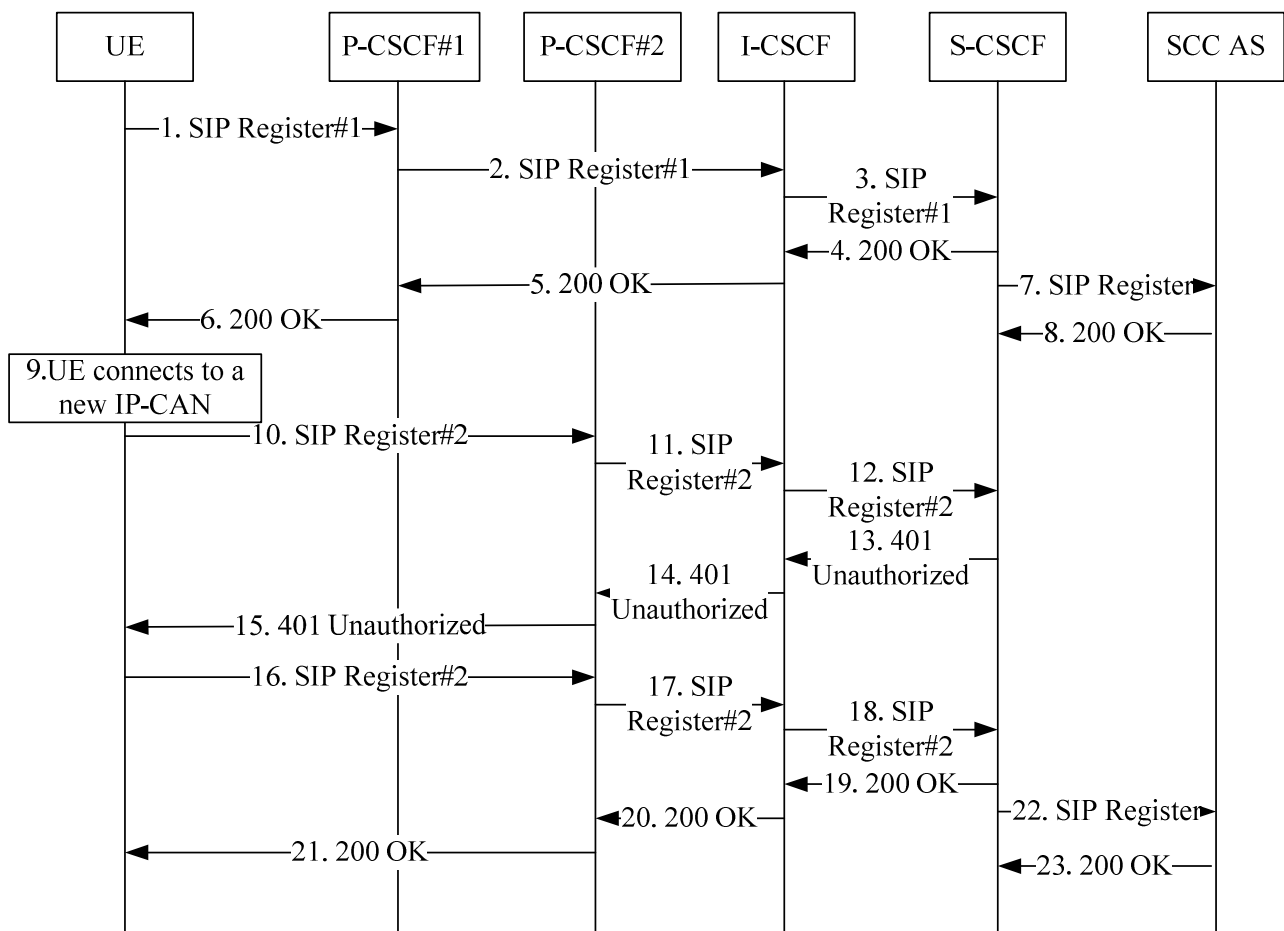 UE
P-CSCF#1
P-CSCF#2
I-CSCF
S-CSCF
SCC AS
1. SIP Register#1
2. SIP Register#1
3. SIP
Register#1
4. 200 OK
5. 200 OK
7. SIP Register
6. 200 OK
8. 200 OK
9.UE connects to a
new IP-CAN
10. SIP Register#2
11. SIP
Register#2
12. SIP
Register#2
13. 401
Unauthorized
14. 401
Unauthorized
15. 401 Unauthorized
16. SIP Register#2
17. SIP
Register#2
18. SIP
Register#2
19. 200 OK
20. 200 OK
22. SIP Register
21. 200 OK
23. 200 OK